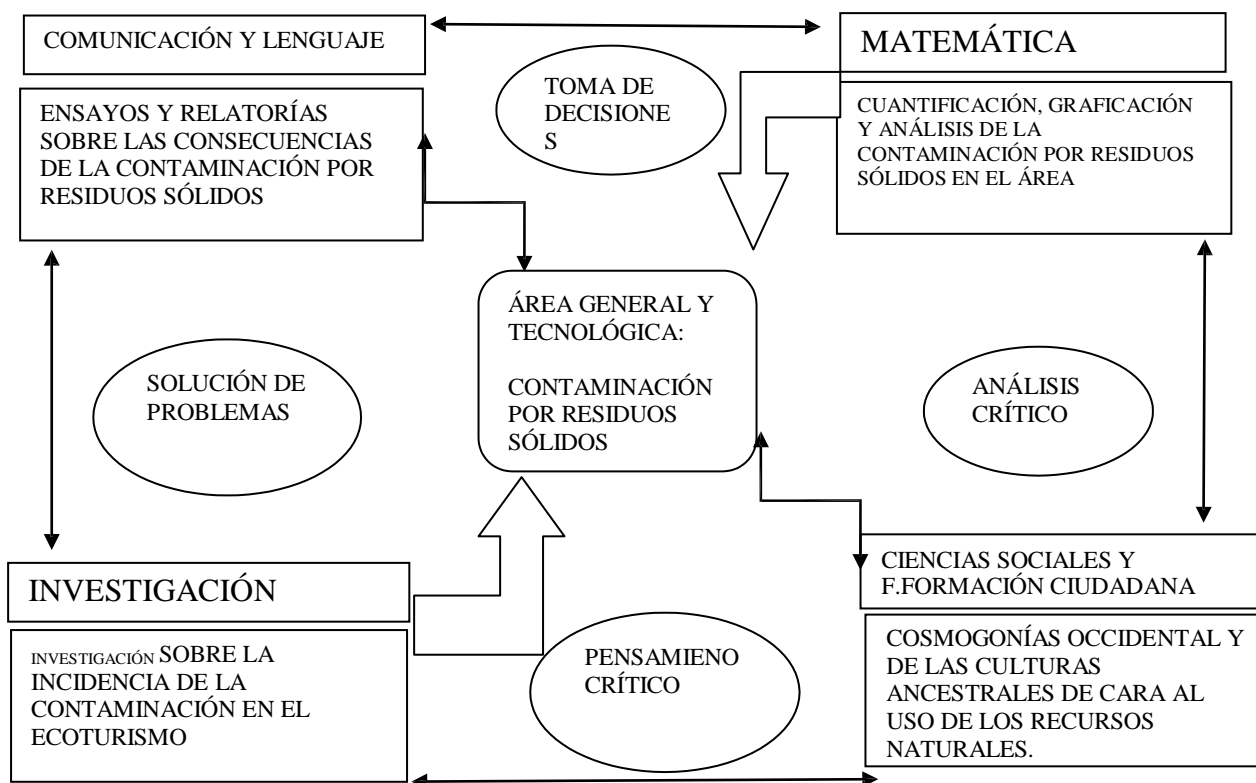 COMUNICACIÓN Y LENGUAJE
ENSAYOS Y RELATORÍAS
SOBRE LAS CONSECUENCIAS
DE LA CONTAMINACIÓN POR
RESIDUOS SÓLIDOS
TOMA DE
DECISIONE
S
MATEMÁTICA
CUANTIFICACIÓN, GRAFICACIÓN
Y ANÁLISIS DE LA
CONTAMINACIÓN POR RESIDUOS
SÓLIDOS EN EL ÁREA
SOLUCIÓN DE
PROBLEMAS
ÁREA GENERAL Y
TECNOLÓGICA:
CONTAMINACIÓN
POR RESIDUOS
SÓLIDOS
ANÁLISIS
CRÍTICO
INVESTIGACIÓN
INVESTIGACIÓN SOBRE LA
INCIDENCIA DE LA
CONTAMINACIÓN EN EL
ECOTURISMO
PENSAMIENO
CRÍTICO
CIENCIAS SOCIALES Y
F.FORMACIÓN CIUDADANA
COSMOGONÍAS OCCIDENTAL Y
DE LAS CULTURAS
ANCESTRALES DE CARA AL
USO DE LOS RECURSOS
NATURALES.